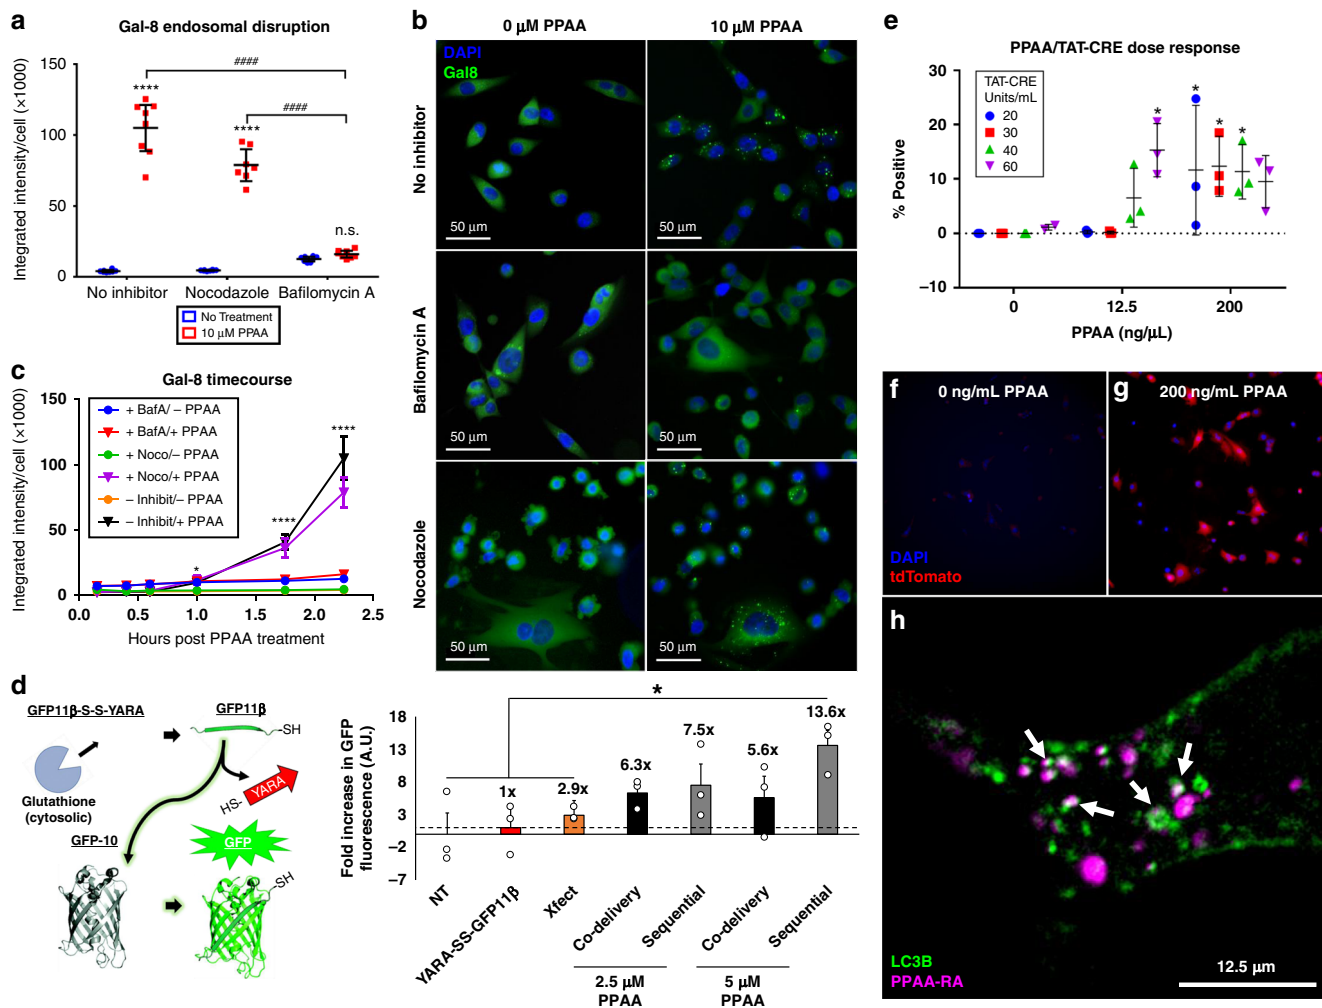 a
Gal-8 endosomal disruption
Integrated intensity/cell (×1000)
150
100
50
0
####
####
****
****
n.s.
No inhibitor
Nocodazole
Bafilomycin A
No Treatment
10 μM PPAA
b
0 μM PPAA
10 μM PPAA
DAPI
Gal8
No inhibitor
50 μm
50 μm
Bafilomycin A
50 μm
50 μm
Nocodazole
50 μm
50 μm
c
Gal-8 timecourse
Integrated intensity/cell (×1000)
150
100
50
0
+ BafA/ − PPAA
+ BafA/+ PPAA
+ Noco/− PPAA
+ Noco/+ PPAA
− Inhibit/− PPAA
− Inhibit/+ PPAA
*
****
****
0.0
0.5
1.0
1.5
2.0
2.5
Hours post PPAA treatment
d
GFP11β-S-S-YARA
GFP11β
-SH
Glutathione
(cytosolic)
HS-
YARA
GFP-10
GFP
-SH
Fold increase in GFP
fluorescence (A.U.)
18
13
8
3
−2
−7
*
1x
2.9x
6.3x
7.5x
5.6x
13.6x
NT
YARA-SS-GFP11β
Xfect
Co-delivery
Sequential
Co-delivery
Sequential
2.5 μM
PPAA
5 μM
PPAA
e
PPAA/TAT-CRE dose response
% Positive
30
20
10
0
−10
TAT-CRE
Units/mL
20
30
40
60
*
*
*
*
0
12.5
200
PPAA (ng/μL)
f
0 ng/mL PPAA
DAPI
tdTomato
g
200 ng/mL PPAA
h
LC3B
PPAA-RA
12.5 μm